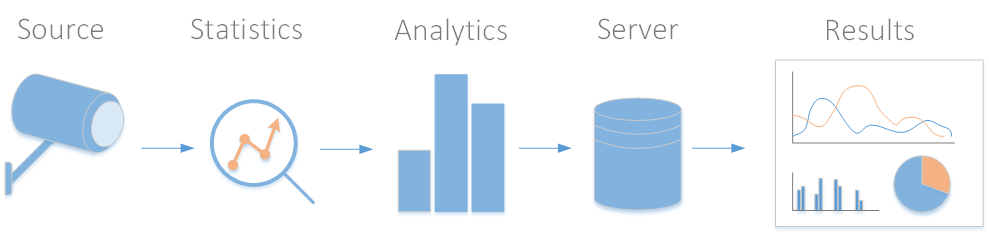 Source
Statistics
Analytics
Server
Results